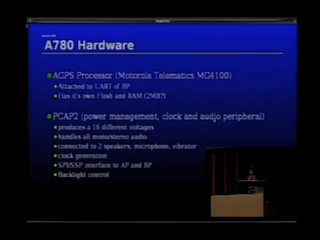 A780 Hardware
AGPS Processor (Motorola Telematics MG4100)
Attached to UART of BP
Has it's own Flash and RAM (2MB?)
PCAP2 (power management, clock and audio peripheral)
produces a 16 different voltages
handles all mono/stereo audio
connected to 2 speakers, microphone, vibrator
clock generation
SPI/SSP interface to AP and BP
Backlight control